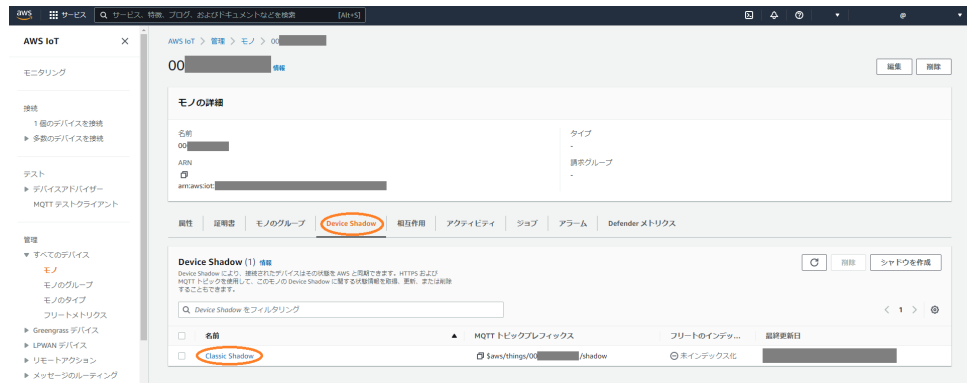 aws サービス サービス、特徴、ブログ、およびドキュメントなどを検索 [Alt+S] @
AWS IoT
モニタリング
接続
1 個のデバイスを接続
多数のデバイスを接続
テスト
デバイスアドバイザー
MQTT テストクライアント
管理
すべてのデバイス
モノ
モノのグループ
モノのタイプ
フリートメトリクス
Greengrass デバイス
LPWAN デバイス
リモートアクション
メッセージのルーティング
AWS IoT > 管理 > モノ > 00
00 情報
編集 削除
モノの詳細
名前
00
ARN
arn:aws:iot:
タイプ
-
請求グループ
-
属性 証明書 モノのグループ Device Shadow 相互作用 アクティビティ ジョブ アラーム Defender メトリクス
Device Shadow (1) 情報
Device Shadow により、接続されたデバイスはその状態を AWS と同期できます。HTTPS および
MQTT トピックを使用して、このモノの Device Shadow に関する状態情報を取得、更新、または削除
することもできます。
削除 シャドウを作成
Device Shadow をフィルタリング
1
名前 MQTT トピックプレフィックス フリートのインデッ... 最終更新日
Classic Shadow $aws/things/00 /shadow 未インデックス化